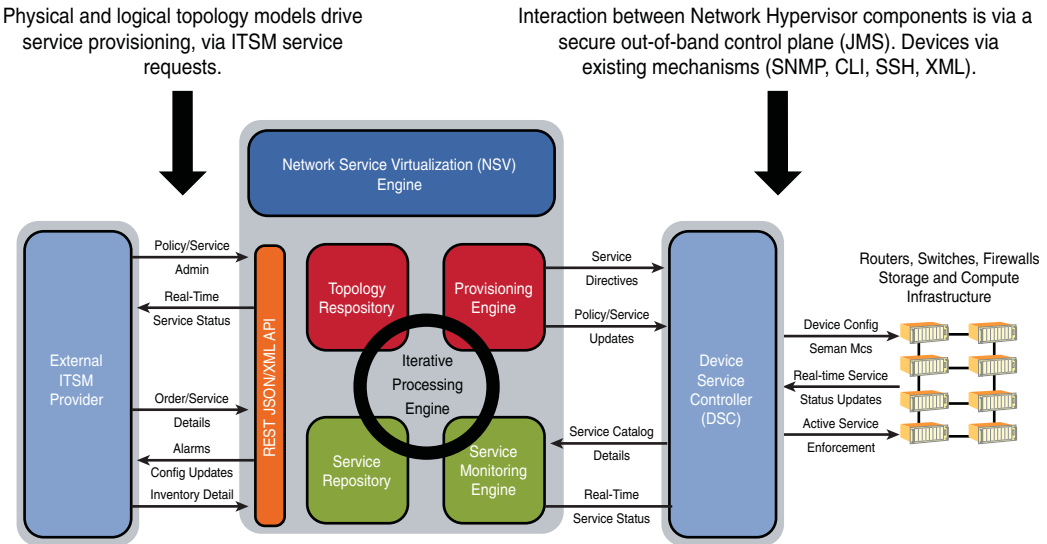 Physical and logical topology models drive
service provisioning, via ITSM service
requests.
Interaction between Network Hypervisor components is via a
secure out-of-band control plane (JMS). Devices via
existing mechanisms (SNMP, CLI, SSH, XML).
Network Service Virtualization (NSV)
Engine
External
ITSM
Provider
Policy/Service
Admin
Real-Time
Service Status
Order/Service
Details
Alarms
Config Updates
Inventory Detail
REST JSON/XML API
Topology
Respository
Provisioning
Engine
Iterative
Processing
Engine
Service
Repository
Service
Monitoring
Engine
Service
Directives
Policy/Service
Updates
Service Catalog
Details
Real-Time
Service Status
Device
Service
Controller
(DSC)
Routers, Switches, Firewalls
Storage and Compute
Infrastructure
Device Config
Seman Mcs
Real-time Service
Status Updates
Active Service
Enforcement